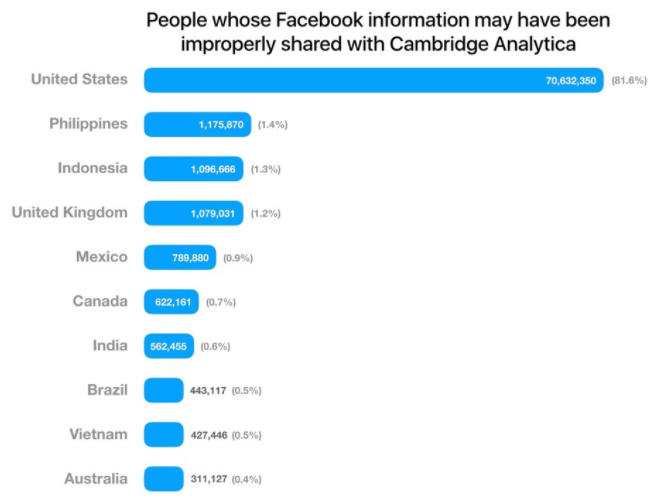 People whose Facebook information may have been
improperly shared with Cambridge Analytica
United States 70,632,350 (81.6%)
Philippines 1,175,870 (1.4%)
Indonesia 1,096,666 (1.3%)
United Kingdom 1,079,031 (1.2%)
Mexico 789,880 (0.9%)
Canada 622,161 (0.7%)
India 562,455 (0.6%)
Brazil 443,117 (0.5%)
Vietnam 427,446 (0.5%)
Australia 311,127 (0.4%)